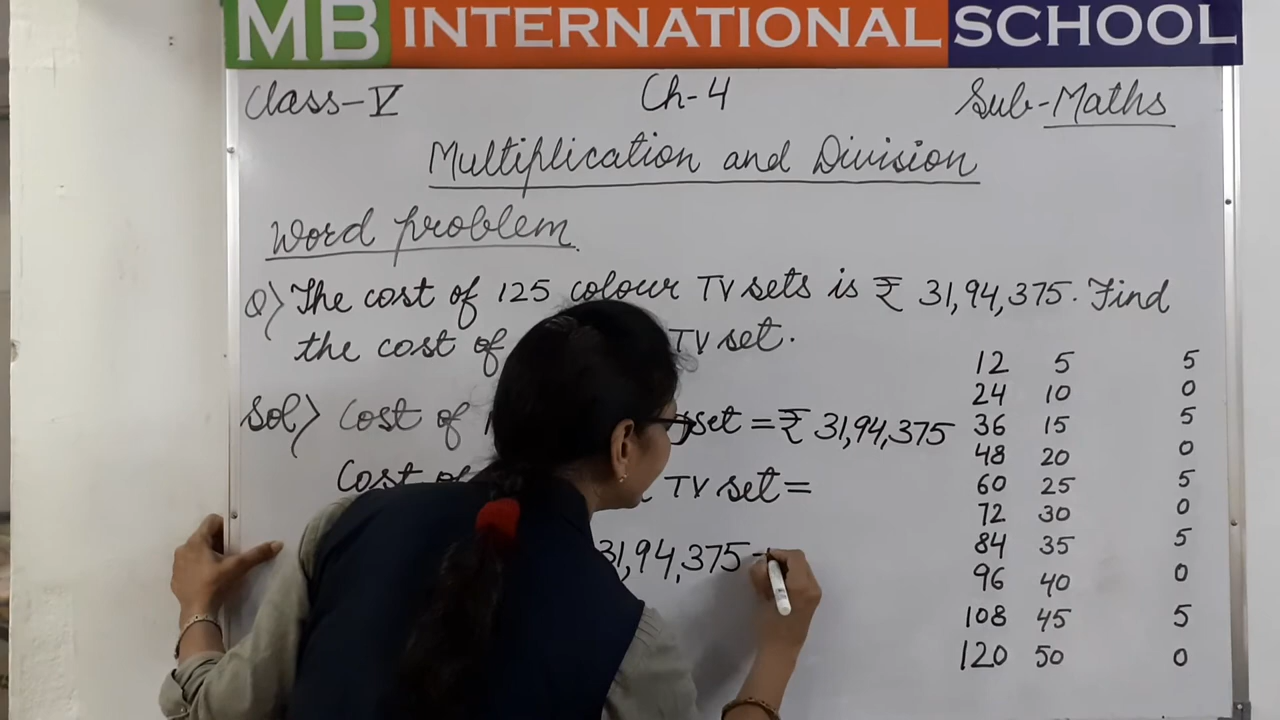 MB INTERNATIONAL SCHOOL
Class-V Ch-4 Sub-Maths
Multiplication and Division
Word problem
Q) The cost of 125 colour TV sets is ₹ 31,94,375. Find
the cost of TV set.
Sol) Cost of set = ₹ 31,94,375
Cost of TV set =
31,94,375
12 5 5
24 10 0
36 15 5
48 20 0
60 25 5
72 30 0
84 35 5
96 40 0
108 45 5
120 50 0